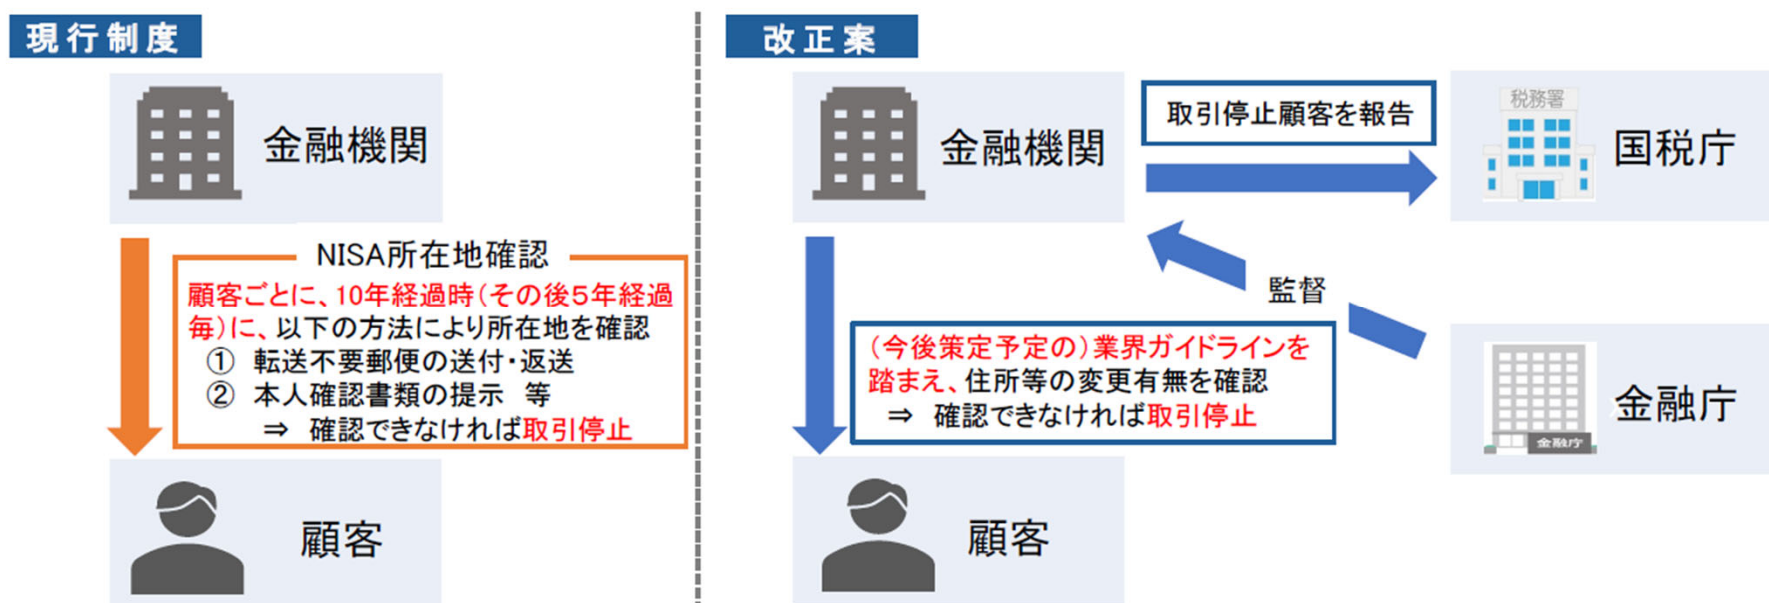 現行制度
金融機関
NISA所在地確認
顧客ごとに、10年経過時(その後5年経過
毎)に、以下の方法により所在地を確認
① 転送不要郵便の送付・返送
② 本人確認書類の提示 等
⇒ 確認できなければ取引停止
顧客
改正案
金融機関
取引停止顧客を報告
税務署
国税庁
監督
(今後策定予定の)業界ガイドラインを
踏まえ、住所等の変更有無を確認
⇒ 確認できなければ取引停止
金融庁
金融庁
顧客